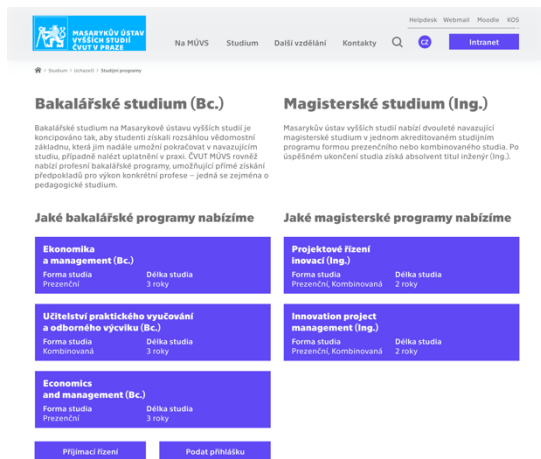 Helpdesk Webmail Moodle KOS
MASARYKŮV ÚSTAV
VYŠŠÍCH STUDIÍ
ČVUT V PRAZE
Na MÚVS Studium Další vzdělání Kontakty CZ Intranet
Studium Uchazeči Studijní programy
Bakalářské studium (Bc.)
Bakalářské studium na Masarykově ústavu vyšších studií je
koncipováno tak, aby studenti získali rozsáhlou vědomostní
základnu, která jim nadále umožní pokračovat v navazujícím
studiu, případně nalézt uplatnění v praxi. ČVUT MÚVS rovněž
nabízí profesní bakalářské programy, umožňující přímé získání
předpokladů pro výkon konkrétní profese – jedná se zejména o
pedagogické studium.
Magisterské studium (Ing.)
Masarykův ústav vyšších studií nabízí dvouleté navazující
magisterské studium v jednom akreditovaném studijním
programu formou prezenčního nebo kombinovaného studia. Po
úspěšném ukončení studia získá absolvent titul inženýr (Ing.).
Jaké bakalářské programy nabízíme
Ekonomika
a management (Bc.)
Forma studia Délka studia
Prezenční 3 roky
Učitelství praktického vyučování
a odborného výcviku (Bc.)
Forma studia Délka studia
Kombinovaná 3 roky
Economics
and management (Bc.)
Forma studia Délka studia
Prezenční 3 roky
Přijímací řízení Podat přihlášku
Jaké magisterské programy nabízíme
Projektové řízení
inovací (Ing.)
Forma studia Délka studia
Prezenční, Kombinovaná 2 roky
Innovation project
management (Ing.)
Forma studia Délka studia
Prezenční, Kombinovaná 2 roky